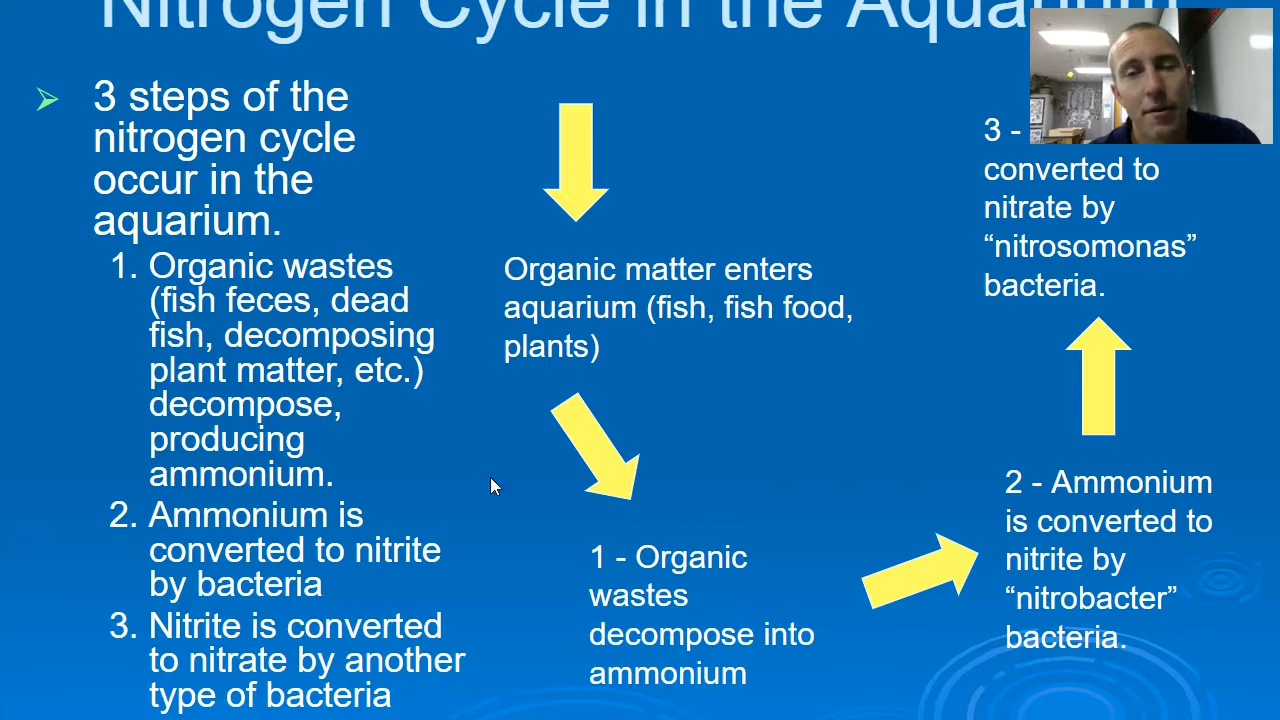 Nitrogen Cycle in the Aquarium
3 steps of the
nitrogen cycle
occur in the
aquarium.
1. Organic wastes
(fish feces, dead
fish, decomposing
plant matter, etc.)
decompose,
producing
ammonium.
2. Ammonium is
converted to nitrite
by bacteria
3. Nitrite is converted
to nitrate by another
type of bacteria
Organic matter enters
aquarium (fish, fish food,
plants)
1 - Organic
wastes
decompose into
ammonium
2 - Ammonium
is converted to
nitrite by
“nitrobacter”
bacteria.
3 -
converted to
nitrate by
“nitrosomonas”
bacteria.